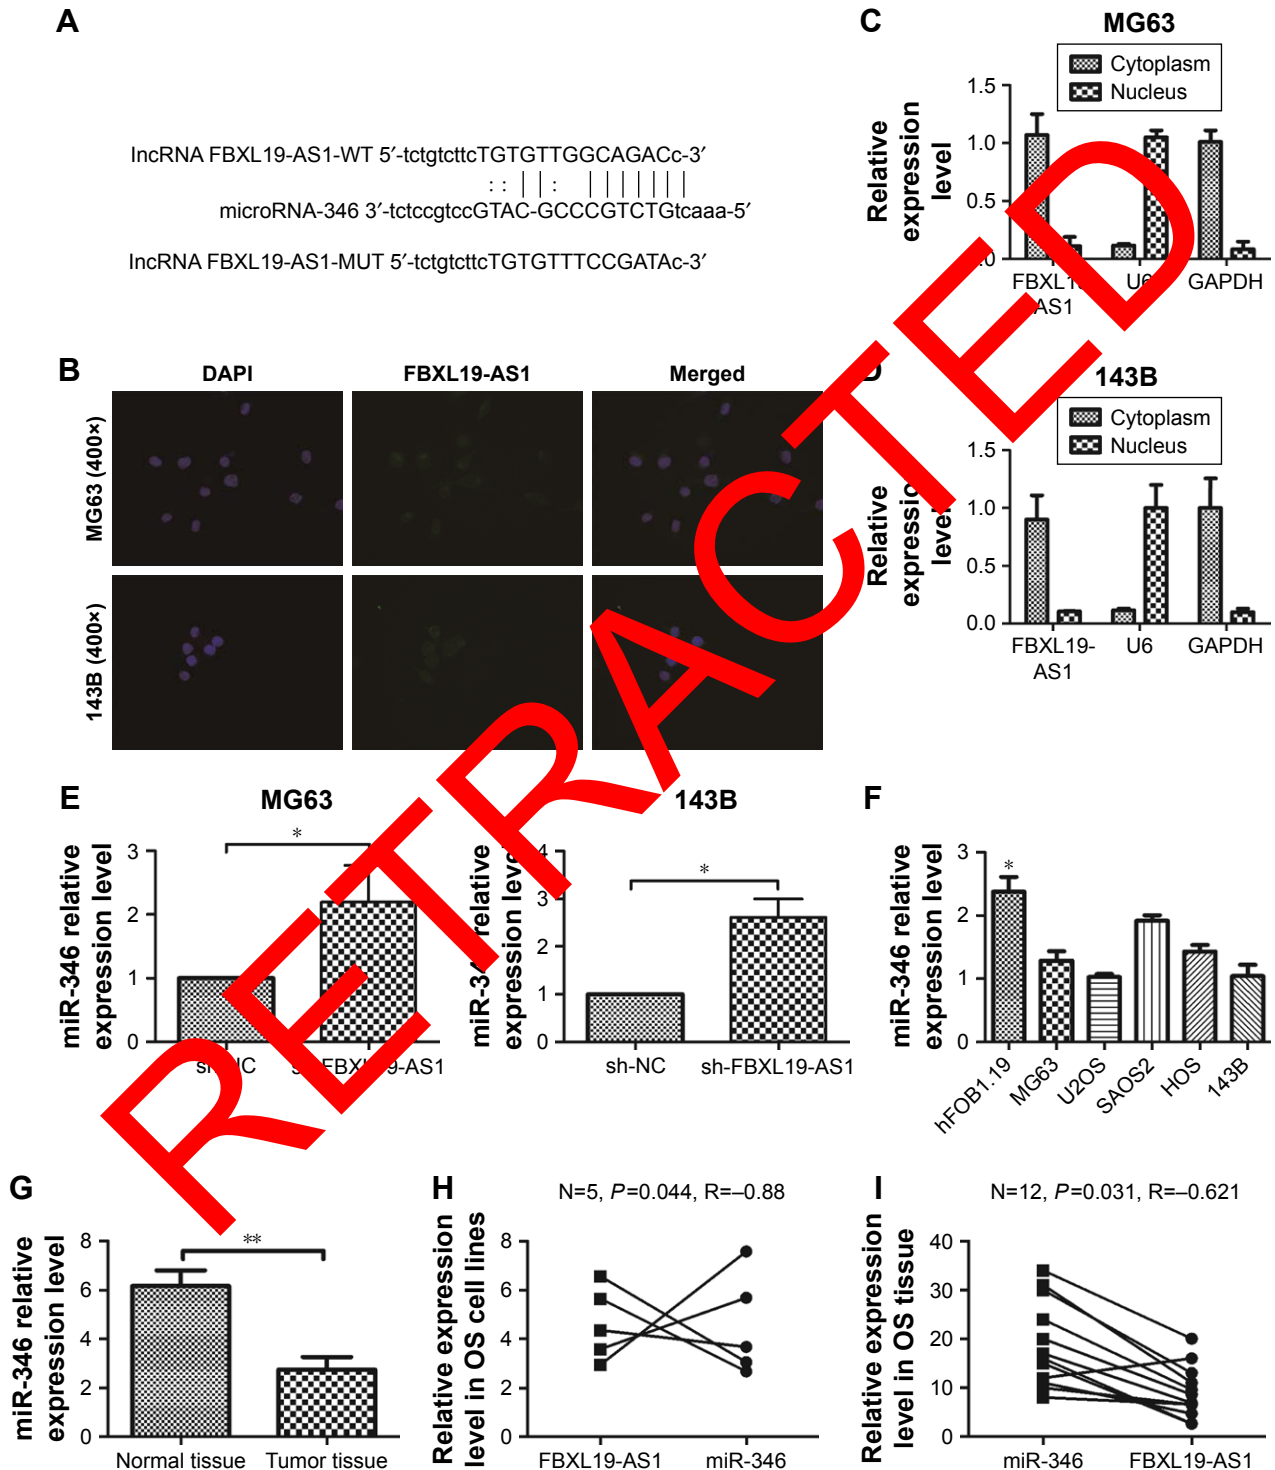 A
lncRNA FBXL19-AS1-WT 5′-tctgtcttcTGTGTTGGCAGACc-3′
microRNA-346 3′-tctccgtccGTAC-GCCCGTCTGtcaaa-5′
lncRNA FBXL19-AS1-MUT 5′-tctgtcttcTGTGTTTCCGATAc-3′
B
DAPI FBXL19-AS1 Merged
MG63 (400×)
143B (400×)
C
MG63
Cytoplasm
Nucleus
Relative
expression
level
1.5
1.0
0.5
U6 GAPDH
AS1
143B
Cytoplasm
Nucleus
Relative
level
1.5
1.0
0.5
0.0
FBXL19-
AS1
U6 GAPDH
E
MG63
miR-346 relative
expression level
3
2
1
0
*
143B
expression level
4
3
2
1
0
*
sh-NC sh-FBXL19-AS1
F
miR-346 relative
expression level
3
2
1
0
*
hFOB1.19
MG63
U2OS
SAOS2
HOS
143B
G
miR-346 relative
expression level
8
6
4
2
0
**
Normal tissue Tumor tissue
H
N=5, P=0.044, R=–0.88
Relative expression
level in OS cell lines
8
6
4
2
0
FBXL19-AS1 miR-346
I
N=12, P=0.031, R=–0.621
Relative expression
level in OS tissue
40
30
20
10
0
miR-346 FBXL19-AS1
RETRACTED